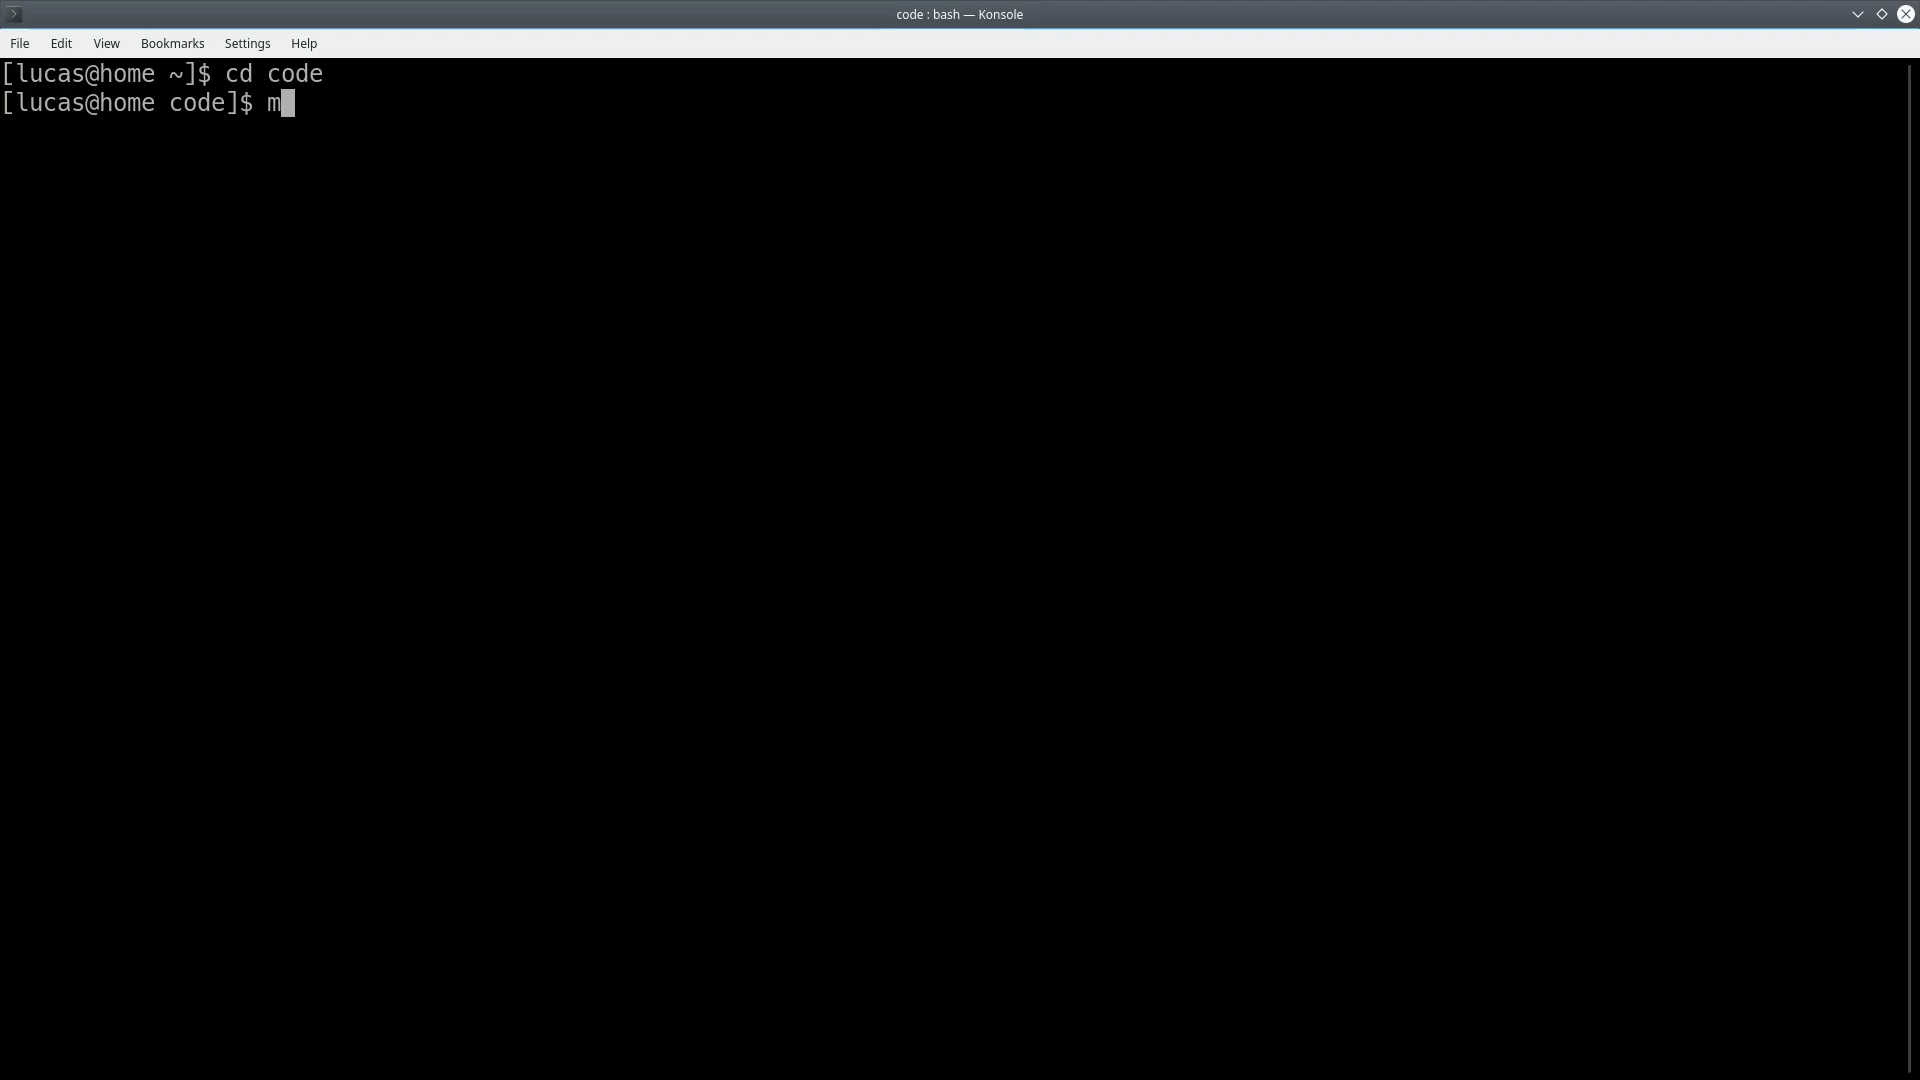 code : bash — Konsole
File Edit View Bookmarks Settings Help
[lucas@home ~]$ cd code
[lucas@home code]$ m